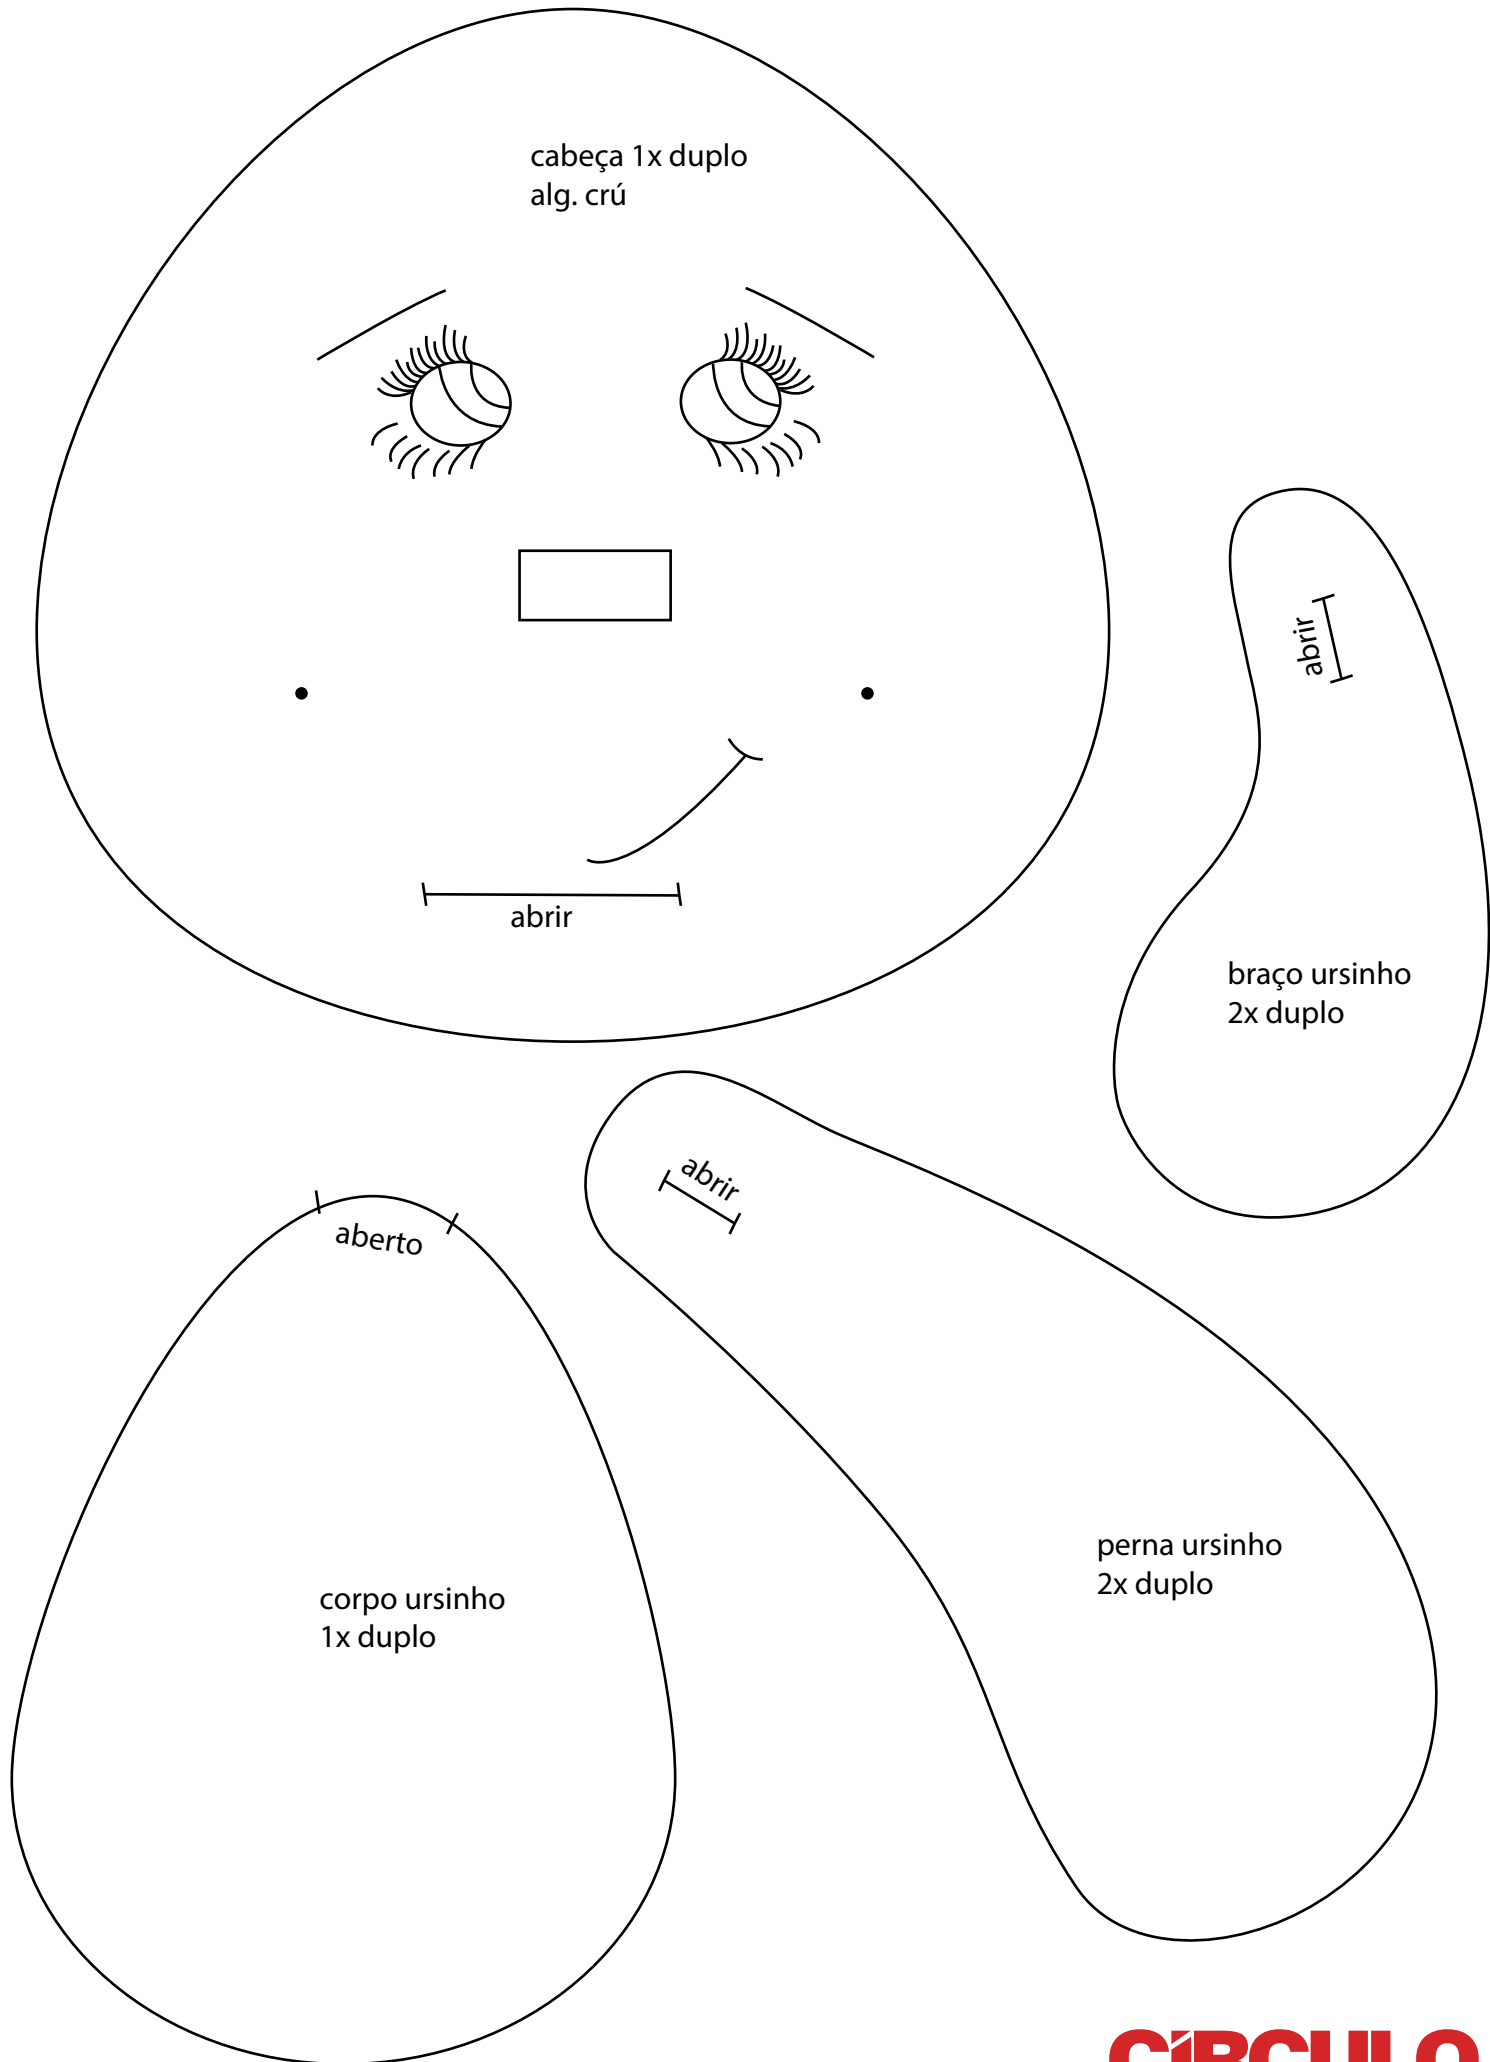 cabeça 1x duplo
alg. crú
abrir
abrir
braço ursinho
2x duplo
abrir
aberto
perna ursinho
2x duplo
corpo ursinho
1x duplo
CÍRCULO